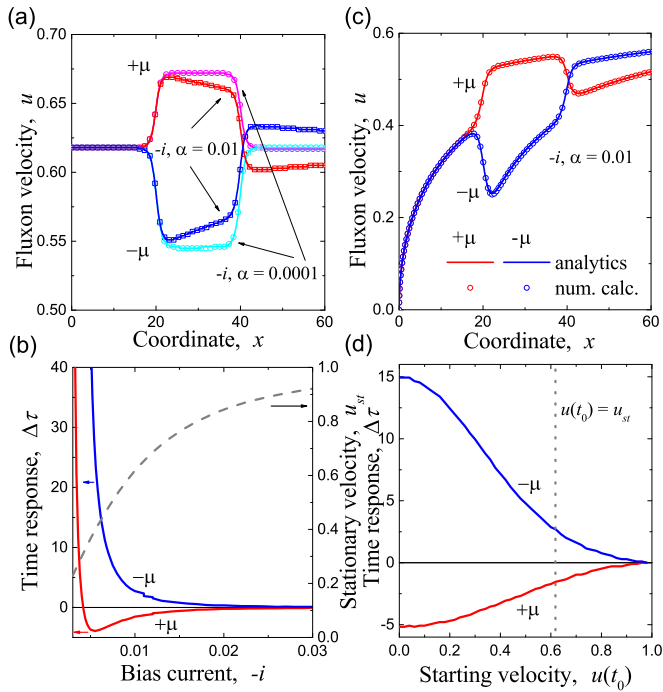 (a)
0.70
0.65
0.60
0.55
0.50
Fluxon velocity, u
+μ
-i, α = 0.01
−μ
-i, α = 0.0001
0 20 40 60
Coordinate, x
(c)
0.6
0.4
0.2
0.0
Fluxon velocity, u
+μ
-i, α = 0.01
−μ
+μ -μ
analytics
num. calc.
0 10 20 30 40 50 60
Coordinate, x
(b)
40
30
20
10
0
Time response, Δτ
−μ
+μ
1.0
0.8
0.6
0.4
0.2
0.0
Stationary velocity, u_st
0.01 0.02 0.03
Bias current, -i
(d)
15
10
5
0
-5
Time response, Δτ
u(t₀) = u_st
−μ
+μ
0.0 0.2 0.4 0.6 0.8 1.0
Starting velocity, u(t₀)